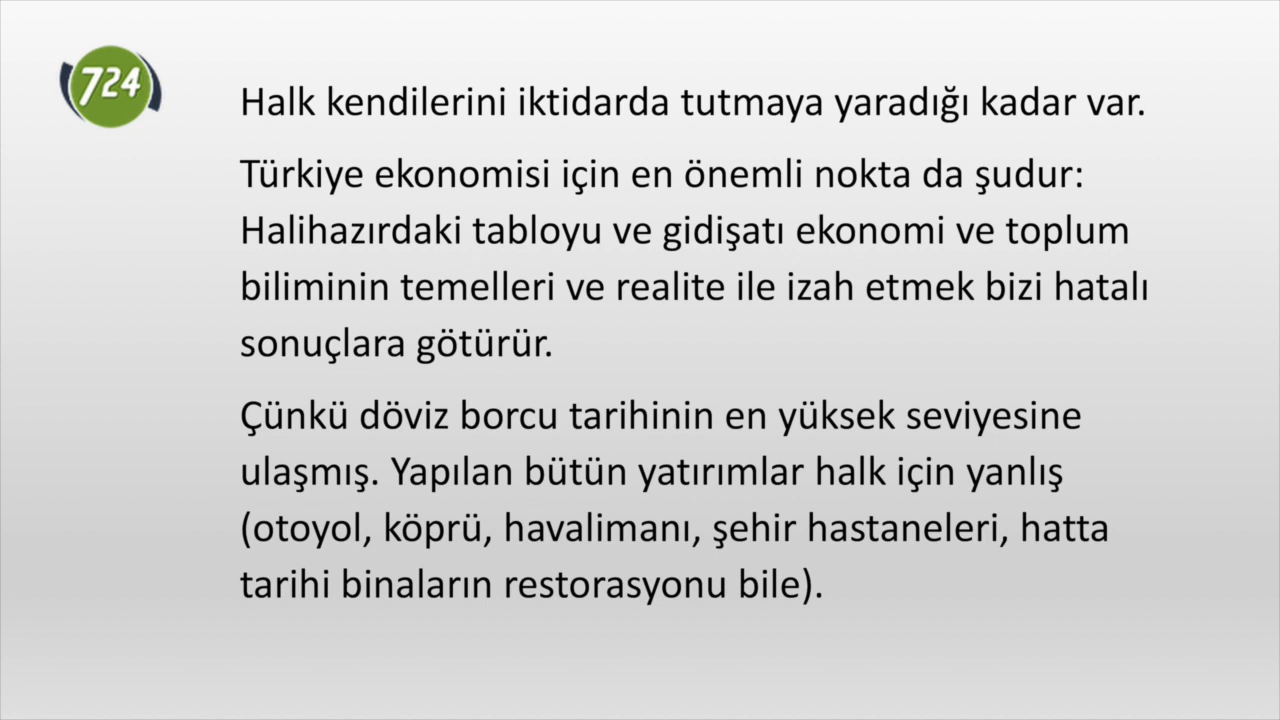 724
Halk kendilerini iktidarda tutmaya yaradığı kadar var.
Türkiye ekonomisi için en önemli nokta da şudur:
Halihazırdaki tabloyu ve gidişatı ekonomi ve toplum
biliminin temelleri ve realite ile izah etmek bizi hatalı
sonuçlara götürür.
Çünkü döviz borcu tarihinin en yüksek seviyesine
ulaşmış. Yapılan bütün yatırımlar halk için yanlış
(otoyol, köprü, havalimanı, şehir hastaneleri, hatta
tarihi binaların restorasyonu bile).